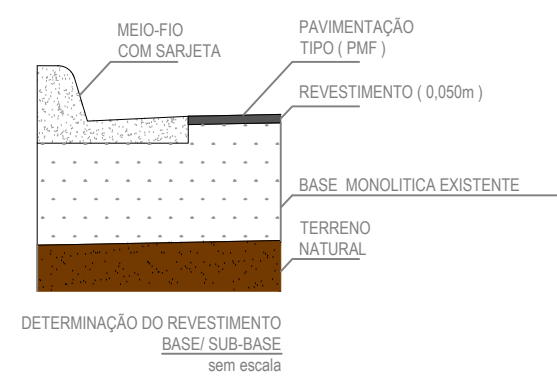 MEIO-FIO
COM SARJETA
PAVIMENTAÇÃO
TIPO ( PMF )
REVESTIMENTO ( 0,050m )
BASE MONOLITICA EXISTENTE
TERRENO
NATURAL
DETERMINAÇÃO DO REVESTIMENTO
BASE/ SUB-BASE
sem escala